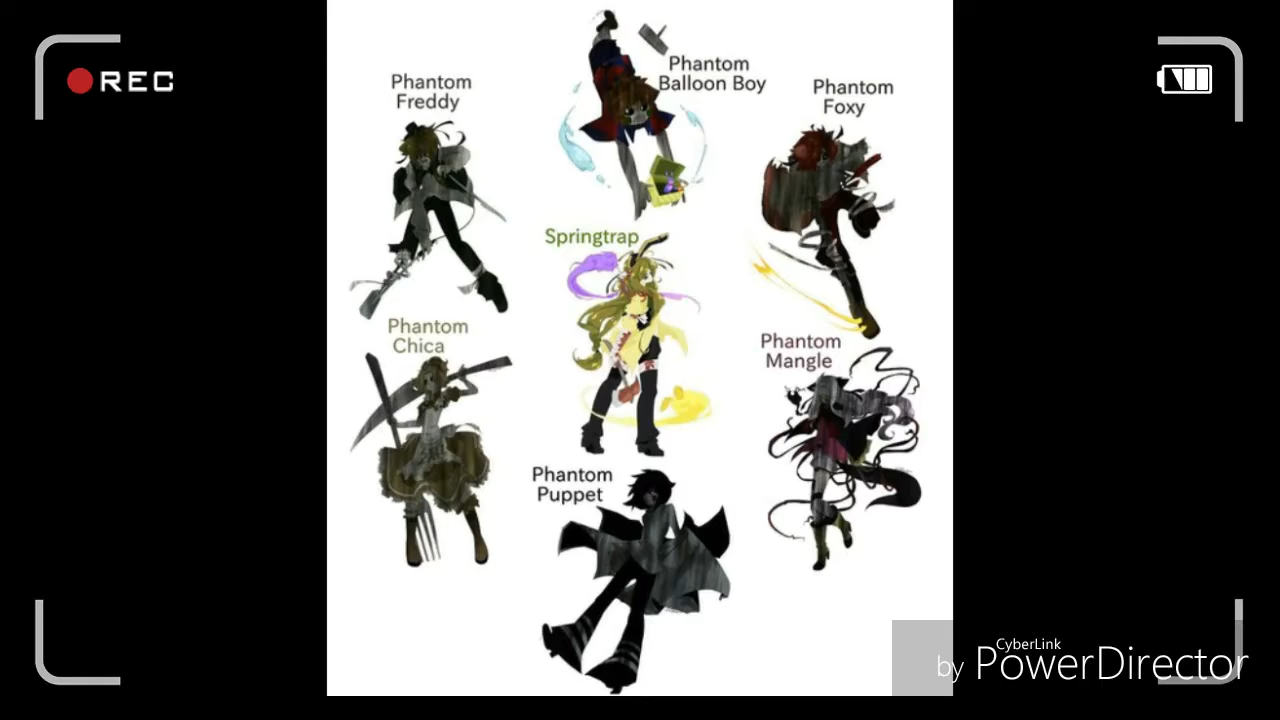 REC
Phantom
Balloon Boy
Phantom
Freddy
Phantom
Foxy
Springtrap
Phantom
Chica
Phantom
Mangle
Phantom
Puppet
CyberLink
by PowerDirector